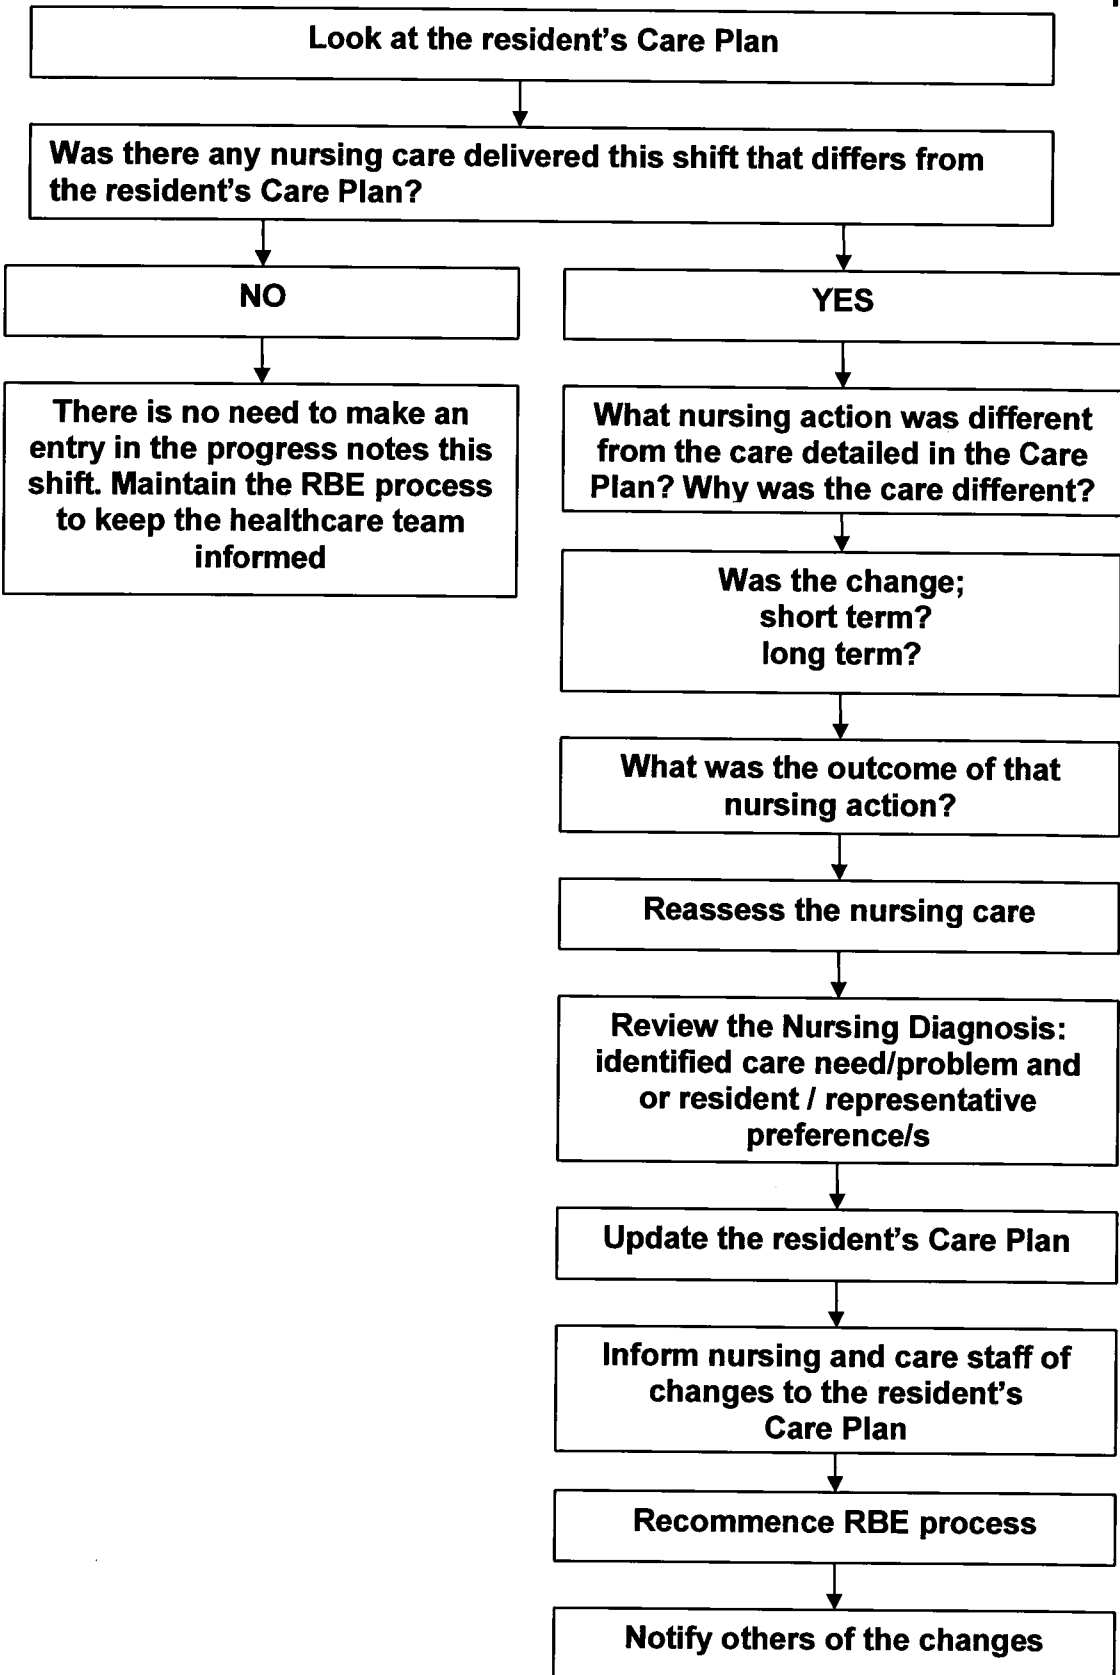 Look at the resident's Care Plan
Was there any nursing care delivered this shift that differs from
the resident's Care Plan?
NO
YES
There is no need to make an
entry in the progress notes this
shift. Maintain the RBE process
to keep the healthcare team
informed
What nursing action was different
from the care detailed in the Care
Plan? Why was the care different?
Was the change;
short term?
long term?
What was the outcome of that
nursing action?
Reassess the nursing care
Review the Nursing Diagnosis:
identified care need/problem and
or resident / representative
preference/s
Update the resident's Care Plan
Inform nursing and care staff of
changes to the resident's
Care Plan
Recommence RBE process
Notify others of the changes